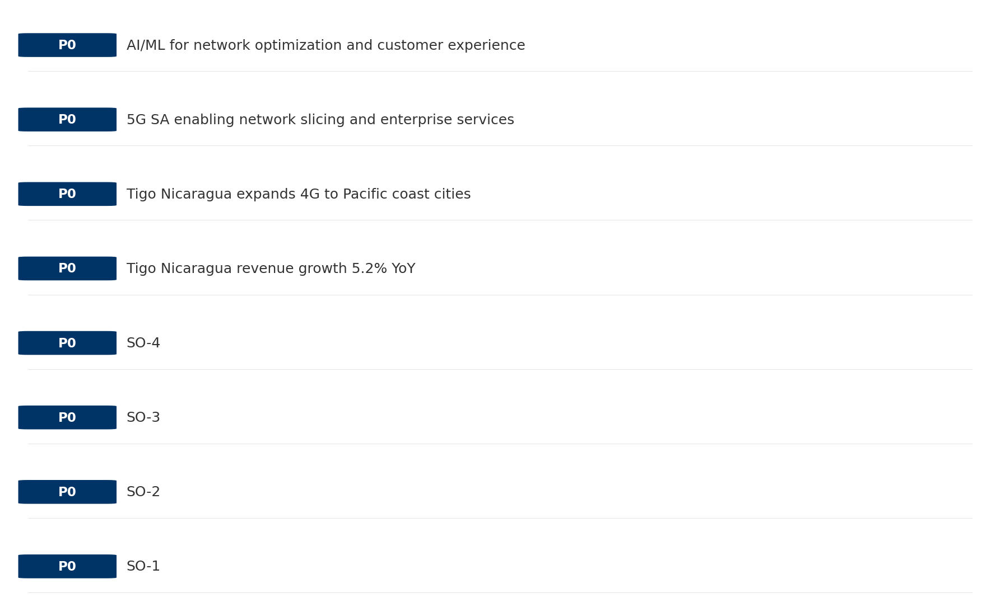 P0 AI/ML for network optimization and customer experience
P0 5G SA enabling network slicing and enterprise services
P0 Tigo Nicaragua expands 4G to Pacific coast cities
P0 Tigo Nicaragua revenue growth 5.2% YoY
P0 SO-4
P0 SO-3
P0 SO-2
P0 SO-1